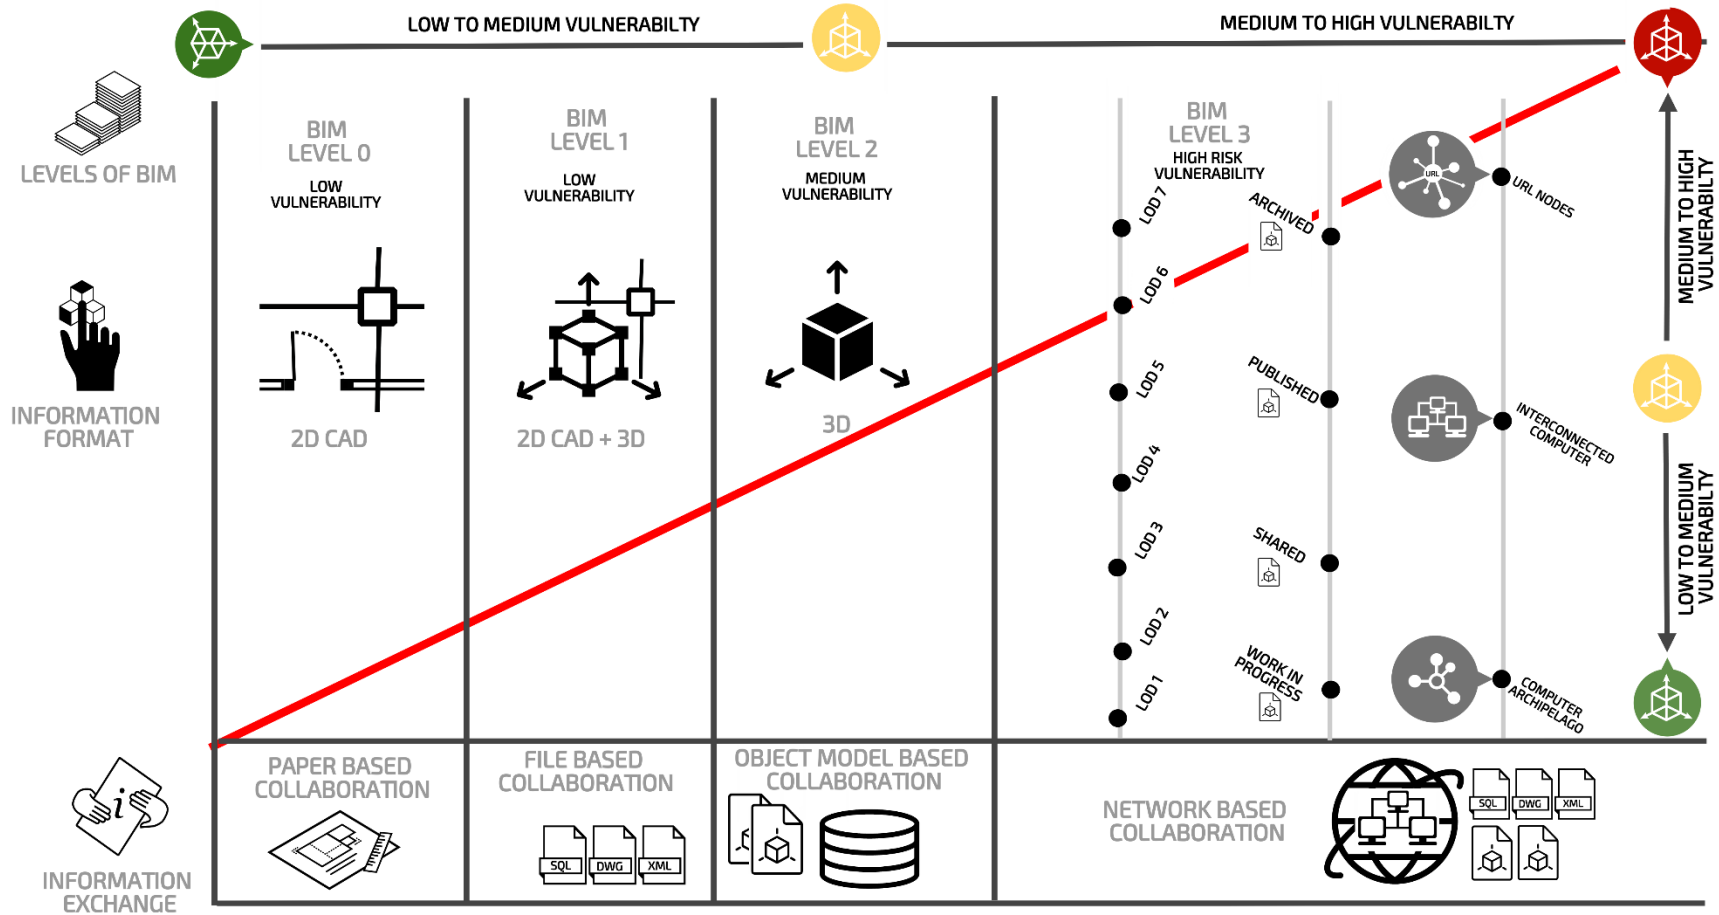 LOW TO MEDIUM VULNERABILTY
MEDIUM TO HIGH VULNERABILTY
LEVELS OF BIM
BIM
LEVEL 0
LOW
VULNERABILITY
BIM
LEVEL 1
LOW
VULNERABILITY
BIM
LEVEL 2
MEDIUM
VULNERABILITY
BIM
LEVEL 3
HIGH RISK
VULNERABILITY
LOD 7
LOD 6
LOD 5
LOD 4
LOD 3
LOD 2
LOD 1
ARCHIVED
PUBLISHED
SHARED
WORK IN
PROGRESS
URL
URL NODES
INTERCONNECTED
COMPUTER
COMPUTER
ARCHIPELAGO
MEDIUM TO HIGH
VULNERABILTY
LOW TO MEDIUM
VULNERABILTY
INFORMATION
FORMAT
2D CAD
2D CAD + 3D
3D
INFORMATION
EXCHANGE
i
PAPER BASED
COLLABORATION
FILE BASED
COLLABORATION
SQL
DWG
XML
OBJECT MODEL BASED
COLLABORATION
NETWORK BASED
COLLABORATION
SQL
DWG
XML